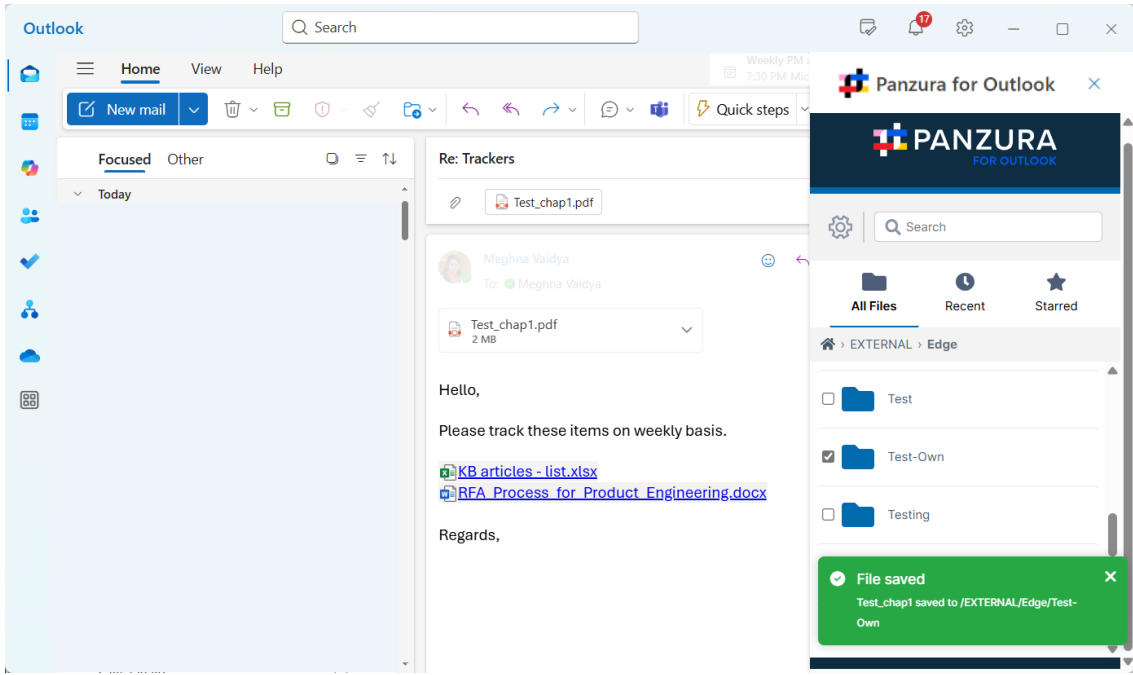 Outlook
Search
17
Home View Help
Weekly PM
7:30 PM Mic
New mail
Quick steps
Focused Other
Today
Re: Trackers
Test_chap1.pdf
Meghna Vaidya
To: Meghna Vaidya
Test_chap1.pdf
2 MB
Hello,
Please track these items on weekly basis.
KB articles - list.xlsx
RFA_Process_for_Product_Engineering.docx
Regards,
Panzura for Outlook
PANZURA
FOR OUTLOOK
Search
All Files Recent Starred
› EXTERNAL › Edge
Test
Test-Own
Testing
File saved
Test_chap1 saved to /EXTERNAL/Edge/Test-
Own